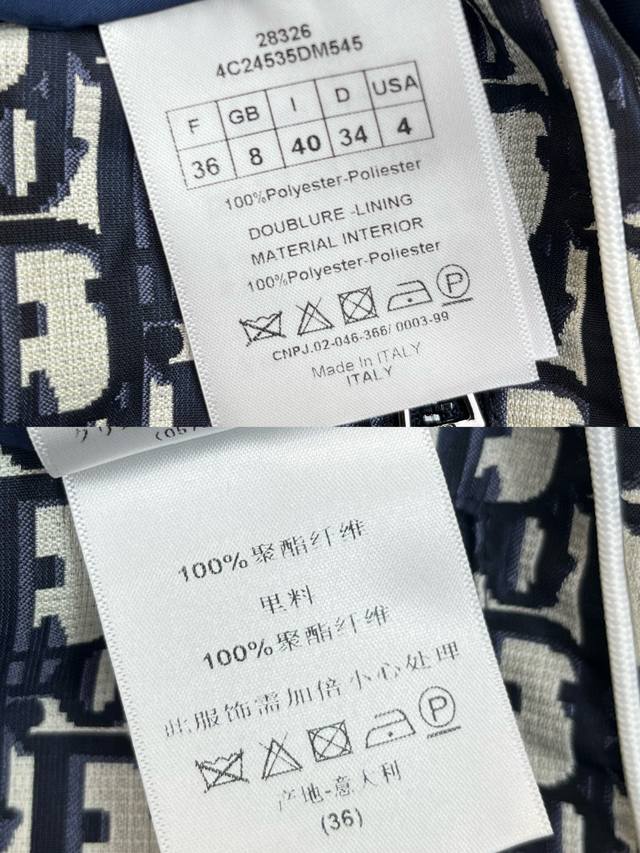 28326
4C24535DM545
F GB I D USA
36 8 40 34 4
100%Polyester-Poliester
DOUBLURE -LINING
MATERIAL INTERIOR
100%Polyester-Poliester
CNPJ.02-046-366/ 0003-99
Made In ITALY
ITALY
100%聚酯纤维
里料
100%聚酯纤维
此服饰需加倍小心处理
产地-意大利
(36)